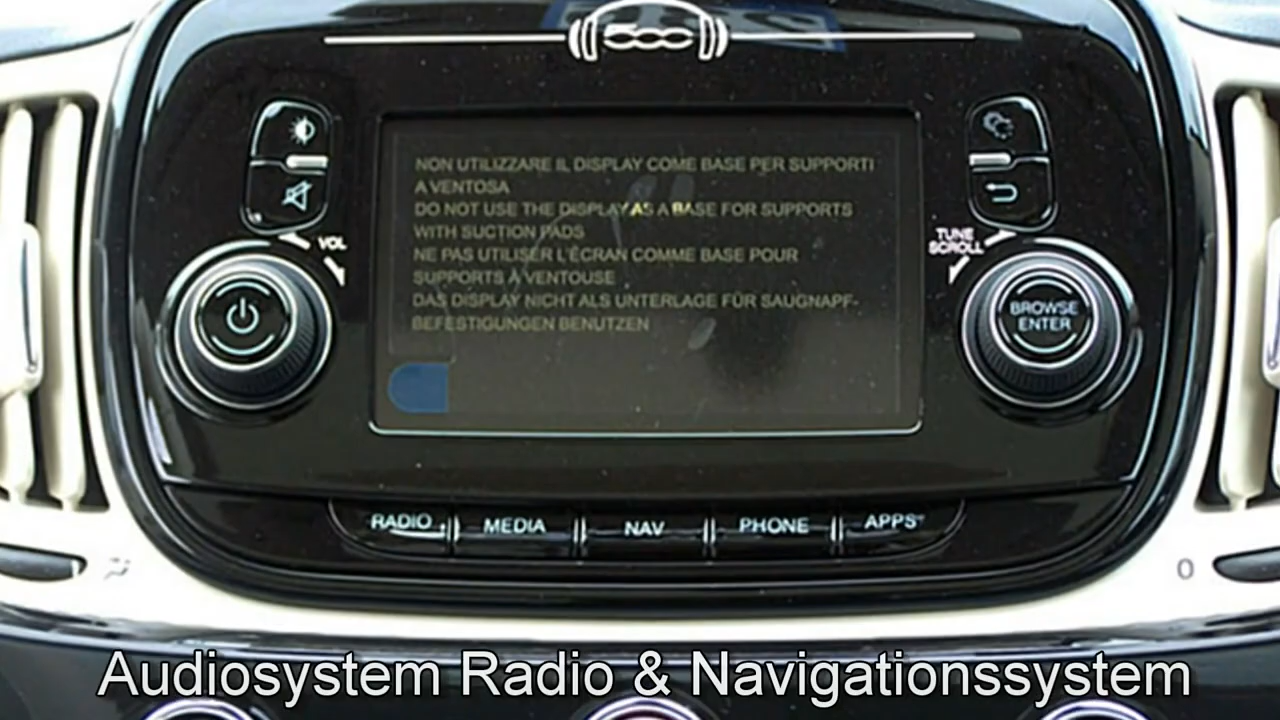 500
NON UTILIZZARE IL DISPLAY COME BASE PER SUPPORTI
A VENTOSA
DO NOT USE THE DISPLAY AS A BASE FOR SUPPORTS
WITH SUCTION PADS
NE PAS UTILISER L'ÉCRAN COMME BASE POUR
SUPPORTS À VENTOUSE
DAS DISPLAY NICHT ALS UNTERLAGE FÜR SAUGNAPF-
BEFESTIGUNGEN BENUTZEN
VOL
TUNE
SCROLL
BROWSE
ENTER
RADIO MEDIA NAV PHONE APPS
0
Audiosystem Radio & Navigationssystem